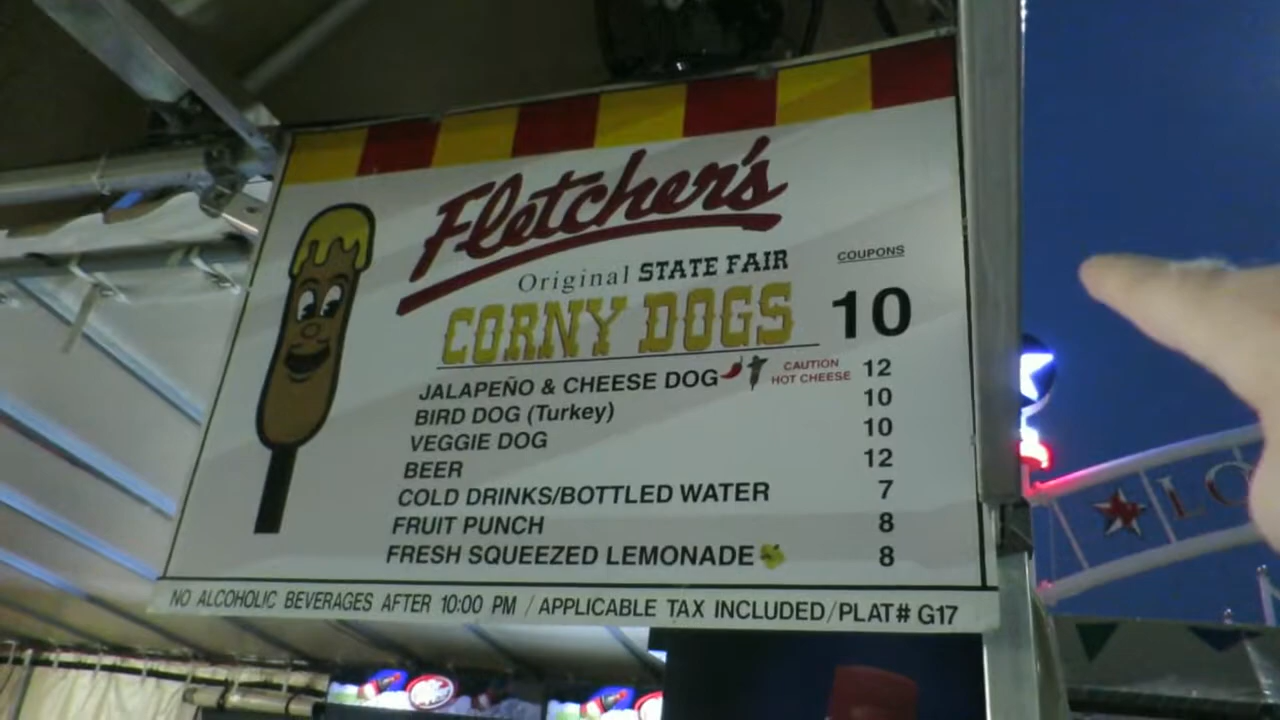 Fletcher's
Original STATE FAIR
COUPONS
CORNY DOGS 10
JALAPEÑO & CHEESE DOG CAUTION HOT CHEESE 12
BIRD DOG (Turkey) 10
VEGGIE DOG 10
BEER 12
COLD DRINKS/BOTTLED WATER 7
FRUIT PUNCH 8
FRESH SQUEEZED LEMONADE 8
NO ALCOHOLIC BEVERAGES AFTER 10:00 PM / APPLICABLE TAX INCLUDED/PLAT# G17
LO